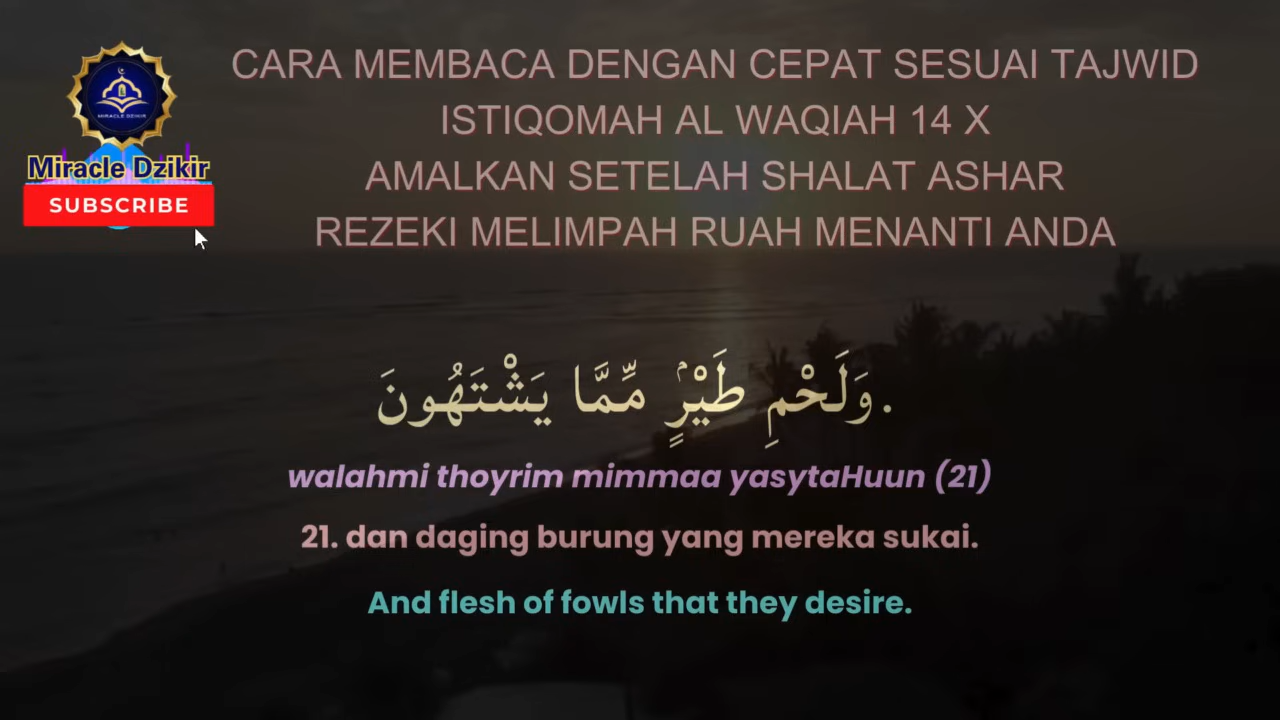 CARA MEMBACA DENGAN CEPAT SESUAI TAJWID
ISTIQOMAH AL WAQIAH 14 X
AMALKAN SETELAH SHALAT ASHAR
REZEKI MELIMPAH RUAH MENANTI ANDA
MIRACLE DZIKIR
Miracle Dzikir
SUBSCRIBE
وَلَحْمِ طَيْرٍۢ مِّمَّا يَشْتَهُونَ.
walahmi thoyrim mimmaa yasytaHuun (21)
21. dan daging burung yang mereka sukai.
And flesh of fowls that they desire.